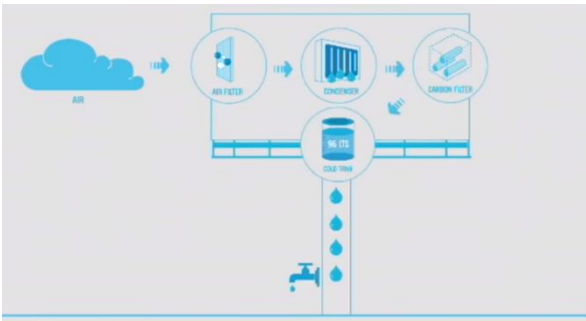 AIR
AIR FILTER
CONDENSER
CARBON FILTER
96 LTS
COLD TANK